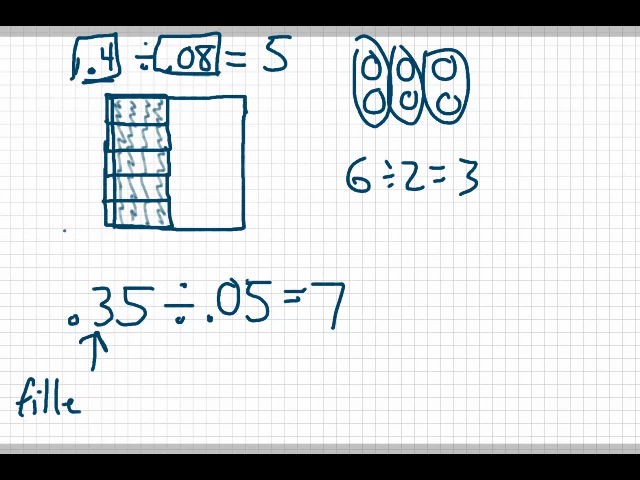 .4 ÷ .08 = 5
6 ÷ 2 = 3
.35 ÷ .05 = 7
fille